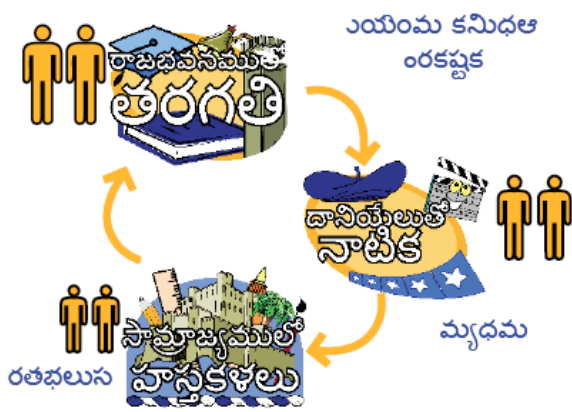 ఎయింమ కనిమిధఆ
ంరకష్టక
రాజభవనముతో
తరగతి
దానియేలుతో
నాటిక
మ్యధమ
సామ్రాజ్యములో
హస్తకళలు
రతభలుస